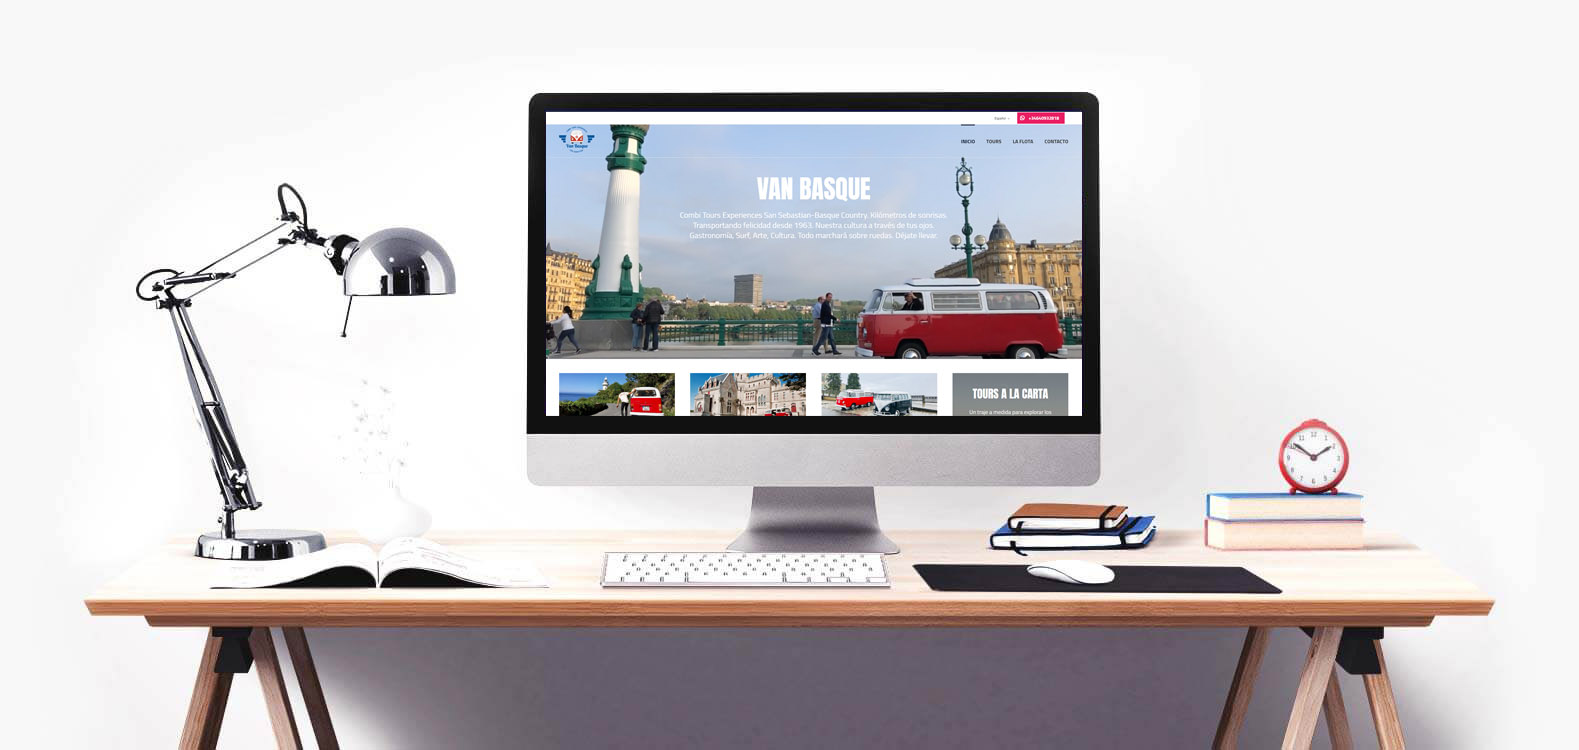 Español
+34640932818
Van Basque
INICIO TOURS LA FLOTA CONTACTO
VAN BASQUE
Combi Tours Experiences San Sebastian-Basque Country. Kilómetros de sonrisas
Transportando felicidad desde 1963. Nuestra cultura a través de tus ojos
Gastronomía, Surf, Arte, Cultura. Todo marchará sobre ruedas. Déjate llevar.
TOURS A LA CARTA
Un traje a medida para explorar los